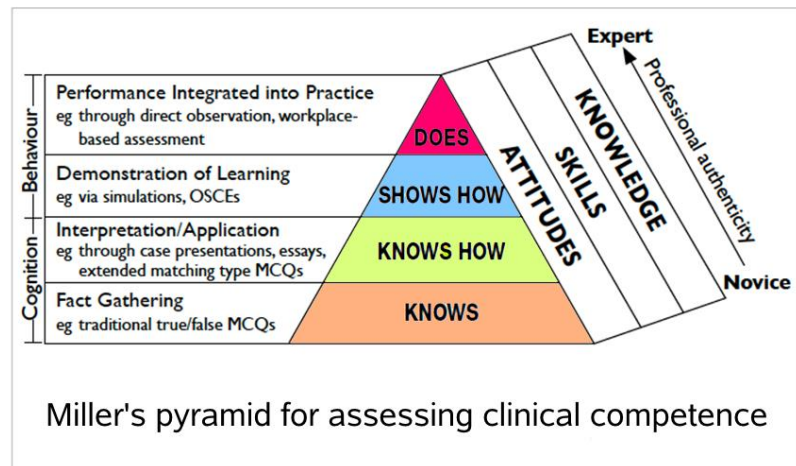 Behaviour
Cognition
Performance Integrated into Practice
eg through direct observation, workplace-
based assessment
DOES
Demonstration of Learning
eg via simulations, OSCEs
SHOWS HOW
Interpretation/Application
eg through case presentations, essays,
extended matching type MCQs
KNOWS HOW
Fact Gathering
eg traditional true/false MCQs
KNOWS
ATTITUDES
SKILLS
KNOWLEDGE
Expert
Professional authenticity
Novice
Miller's pyramid for assessing clinical competence